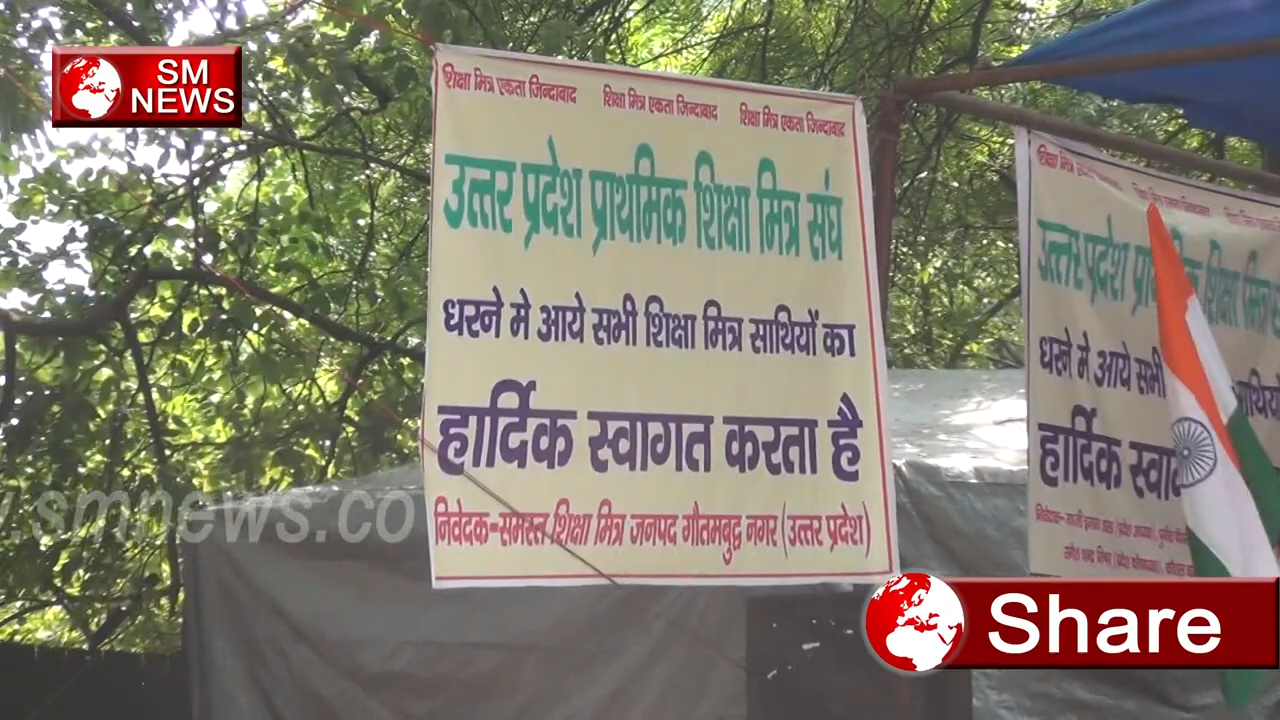 SM
NEWS
शिक्षा मित्र एकता जिन्दाबाद शिक्षा मित्र एकता जिन्दाबाद शिक्षा मित्र एकता जिन्दाबाद
उत्तर प्रदेश प्राथमिक शिक्षा मित्र संघ
धरने मे आये सभी शिक्षा मित्र साथियों का
हार्दिक स्वागत करता है
निवेदक-समस्त शिक्षा मित्र जनपद गौतमबुद्ध नगर (उत्तर प्रदेश)
शिक्षा मित्र
उत्तर प्रदेश शिक्षा मित्र
धरने मे आये सभी
हार्दिक
निवेदक-
.smnews.co
Share